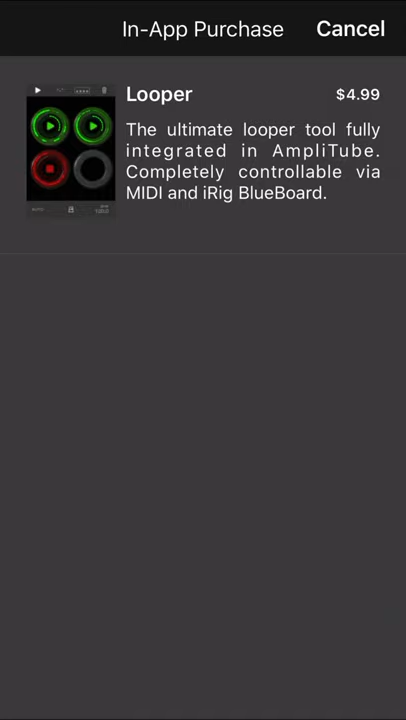 In-App Purchase Cancel
Looper $4.99
The ultimate looper tool fully
integrated in AmpliTube.
Completely controllable via
MIDI and iRig BlueBoard.